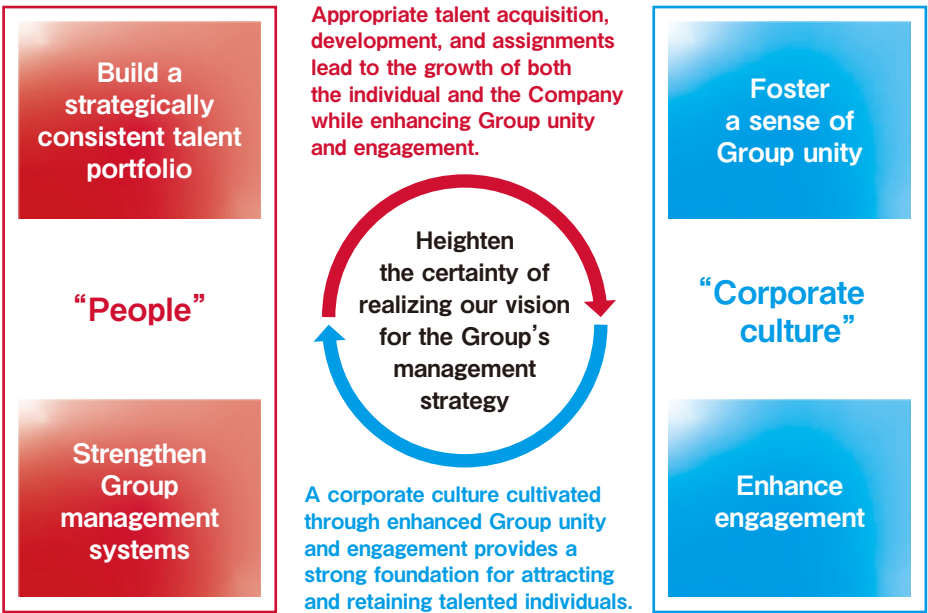 Build a
strategically
consistent talent
portfolio
“People”
Strengthen
Group
management
systems
Appropriate talent acquisition,
development, and assignments
lead to the growth of both
the individual and the Company
while enhancing Group unity
and engagement.
Heighten
the certainty of
realizing our vision
for the Group’s
management
strategy
A corporate culture cultivated
through enhanced Group unity
and engagement provides a
strong foundation for attracting
and retaining talented individuals.
Foster
a sense of
Group unity
“Corporate
culture”
Enhance
engagement